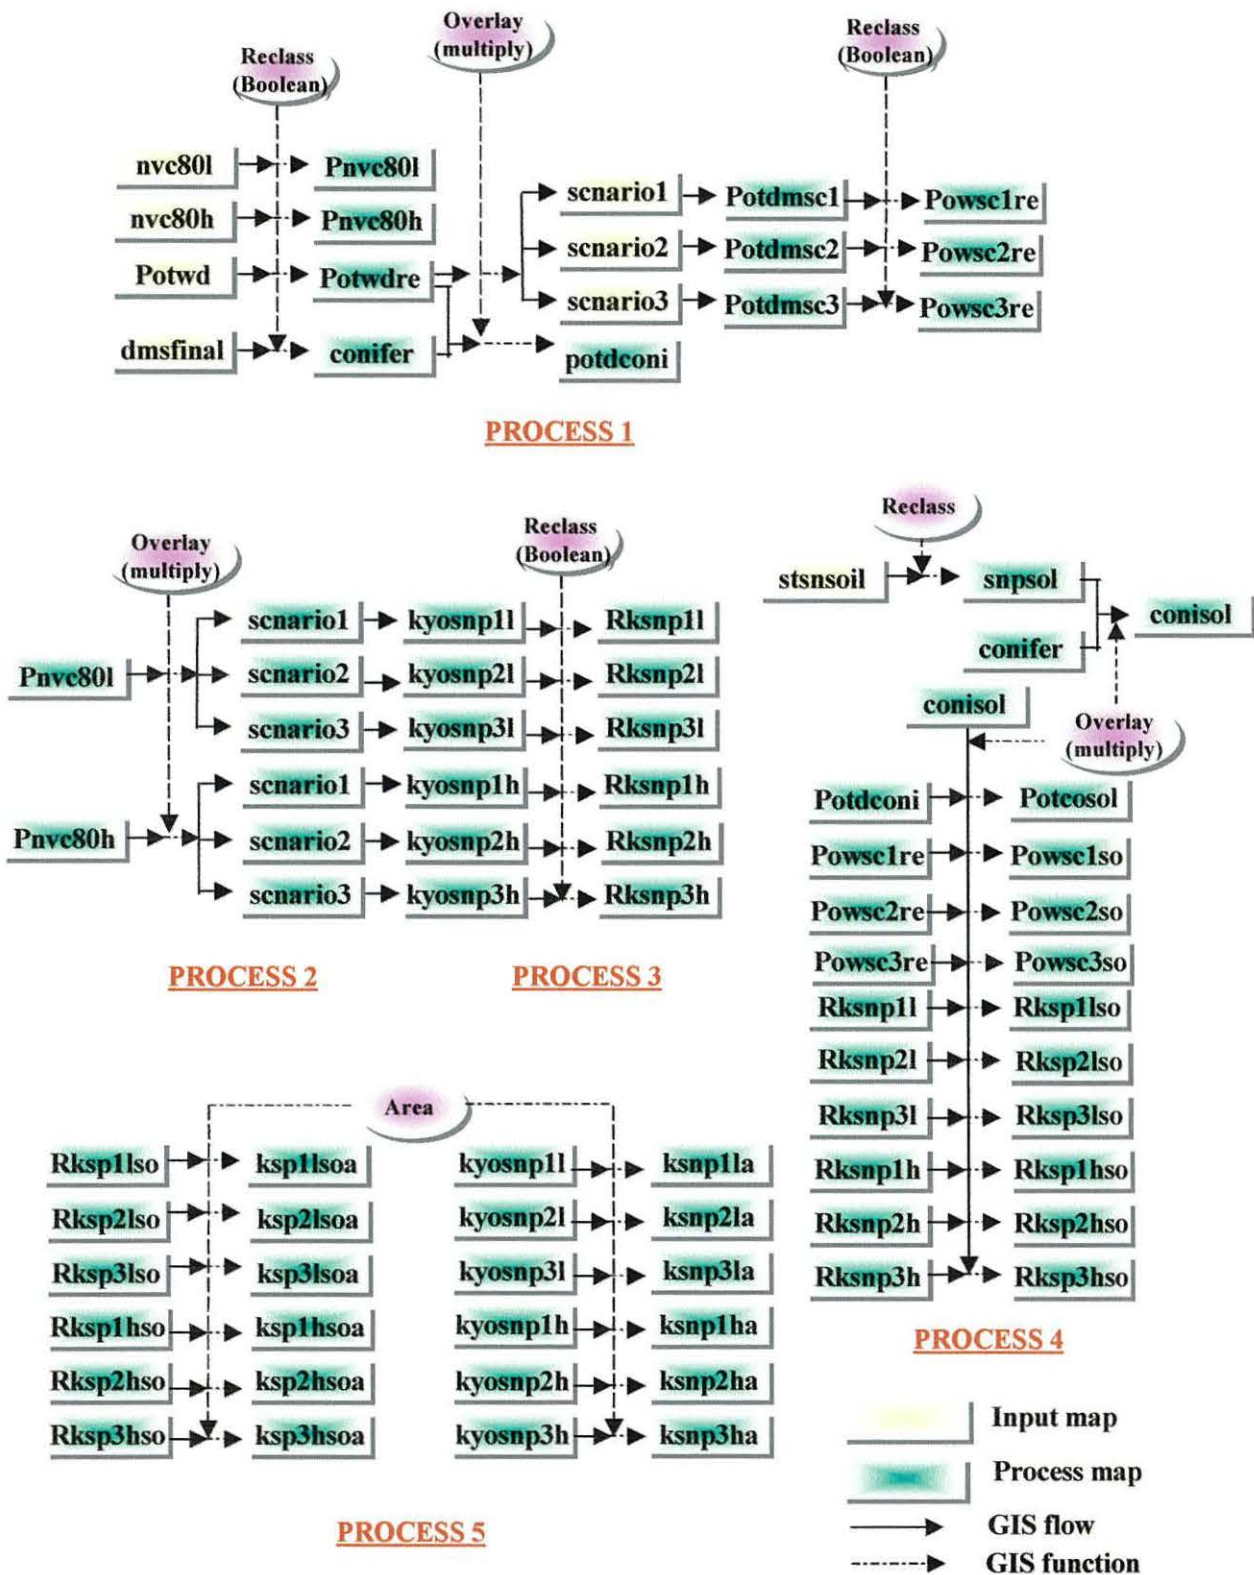 Overlay
(multiply)
Reclass
(Boolean)
Reclass
(Boolean)
nvc80l
Pnvc80l
nvc80h
Pnvc80h
Potwd
Potwdre
dmsfinal
conifer
scnario1
Potdmsc1
Powsc1re
scnario2
Potdmsc2
Powsc2re
scnario3
Potdmsc3
Powsc3re
potdconi
PROCESS 1
Overlay
(multiply)
Reclass
(Boolean)
Pnvc80l
scnario1
kyosnp1l
Rksnp1l
scnario2
kyosnp2l
Rksnp2l
scnario3
kyosnp3l
Rksnp3l
Pnvc80h
scnario1
kyosnp1h
Rksnp1h
scnario2
kyosnp2h
Rksnp2h
scnario3
kyosnp3h
Rksnp3h
PROCESS 2
PROCESS 3
Reclass
stsnsoil
snpsol
conisol
conifer
conisol
Overlay
(multiply)
Potdconi
Potcosol
Powsc1re
Powsc1so
Powsc2re
Powsc2so
Powsc3re
Powsc3so
Rksnp1l
Rksp1lso
Rksnp2l
Rksp2lso
Rksnp3l
Rksp3lso
Rksnp1h
Rksp1hso
Rksnp2h
Rksp2hso
Rksnp3h
Rksp3hso
PROCESS 4
Area
Rksp1lso
ksp1lsoa
kyosnp1l
ksnp1la
Rksp2lso
ksp2lsoa
kyosnp2l
ksnp2la
Rksp3lso
ksp3lsoa
kyosnp3l
ksnp3la
Rksp1hso
ksp1hsoa
kyosnp1h
ksnp1ha
Rksp2hso
ksp2hsoa
kyosnp2h
ksnp2ha
Rksp3hso
ksp3hsoa
kyosnp3h
ksnp3ha
PROCESS 5
Input map
Process map
GIS flow
GIS function